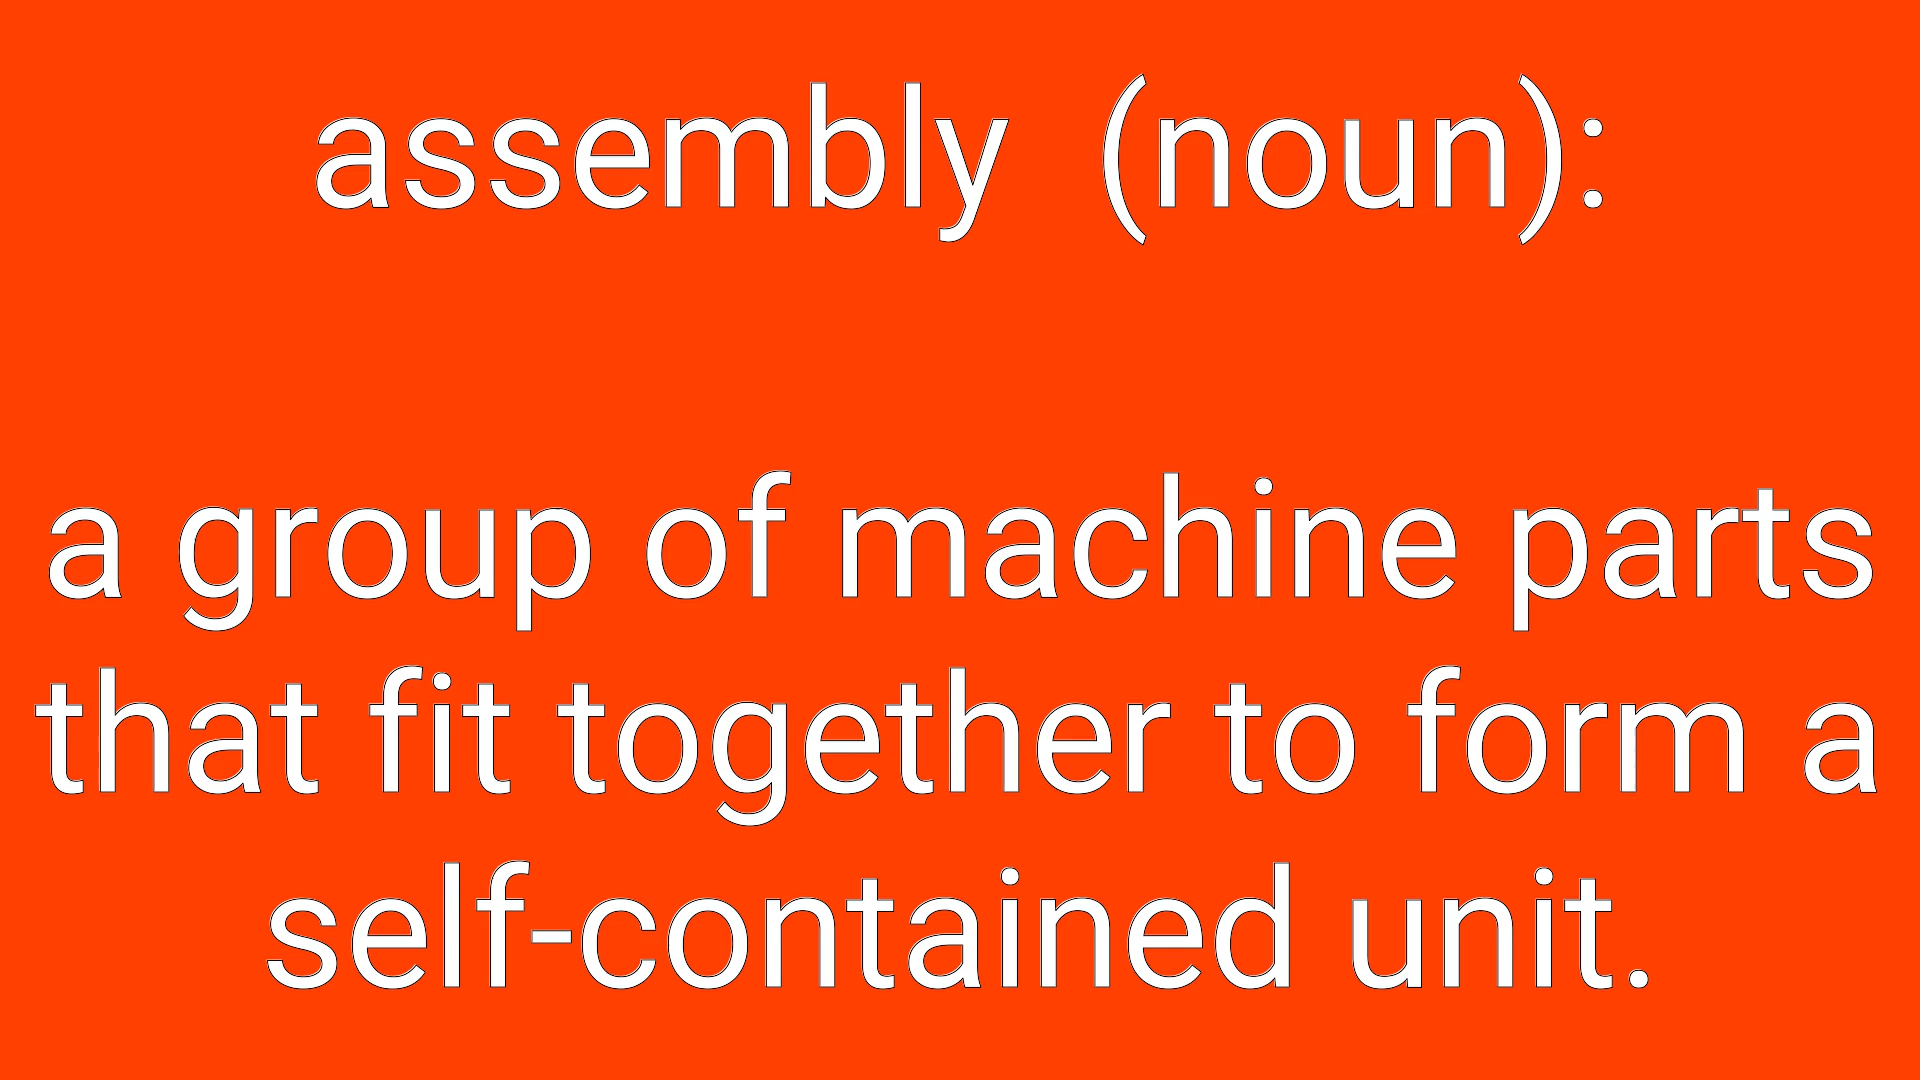 assembly (noun):
a group of machine parts
that fit together to form a
self-contained unit.